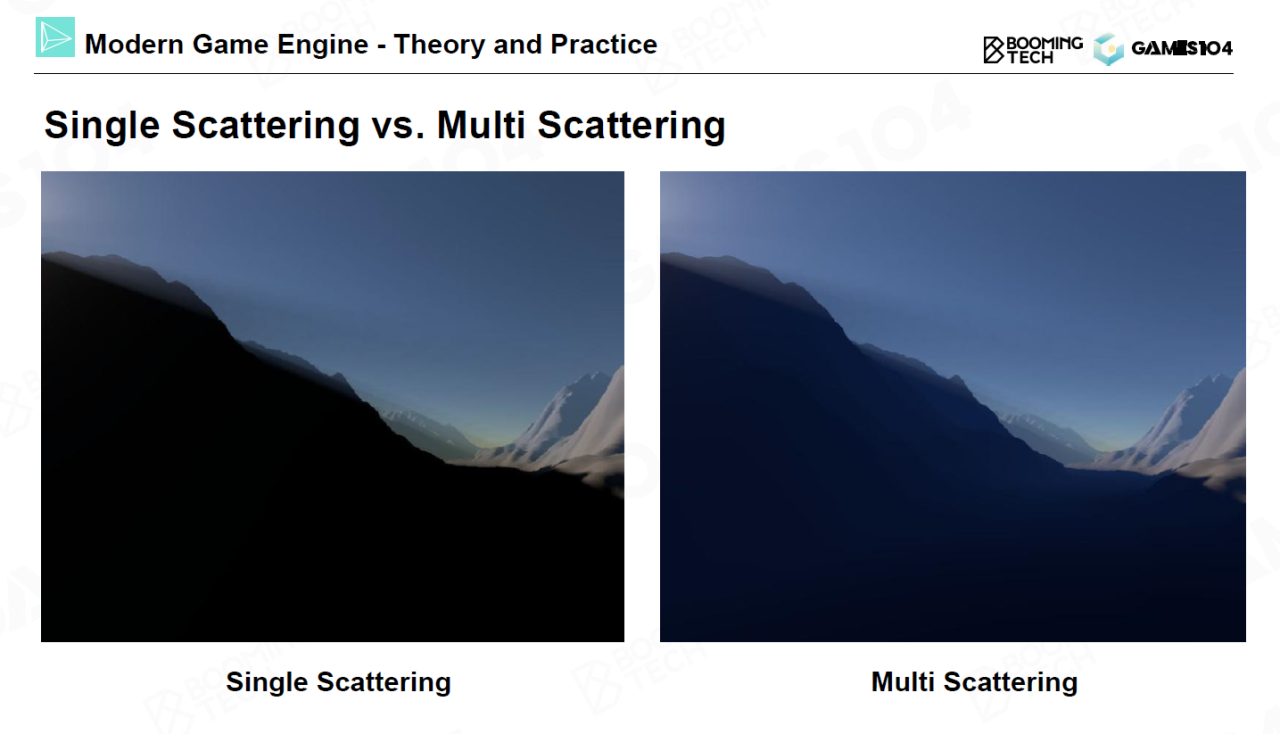 Modern Game Engine - Theory and Practice
BOOMING
TECH
GAMES104
Single Scattering vs. Multi Scattering
Single Scattering
Multi Scattering